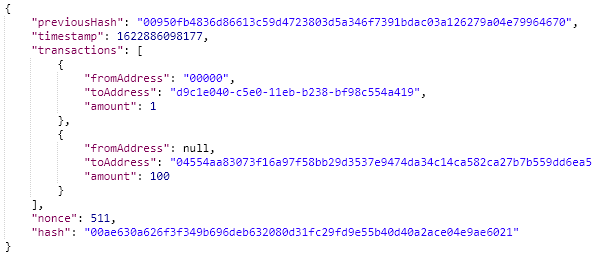 {
"previousHash": "00950fb4836d86613c59d4723803d5a346f7391bdac03a126279a04e79964670",
"timestamp": 1622886098177,
"transactions": [
{
"fromAddress": "00000",
"toAddress": "d9c1e040-c5e0-11eb-b238-bf98c554a419",
"amount": 1
},
{
"fromAddress": null,
"toAddress": "04554aa83073f16a97f58bb29d3537e9474da34c14ca582ca27b7b559dd6ea5
"amount": 100
}
],
"nonce": 511,
"hash": "00ae630a626f3f349b696deb632080d31fc29fd9e55b40d40a2ace04e9ae6021"
}